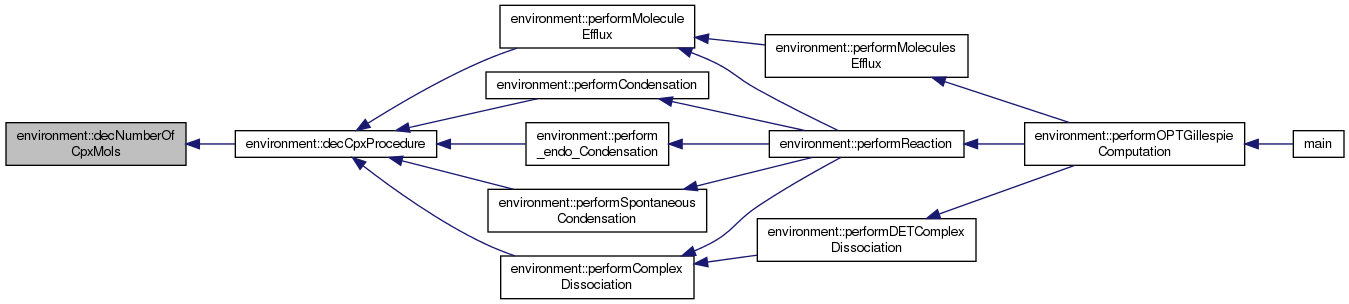 environment::decNumberOf
CpxMols
environment::decCpxProcedure
environment::performMolecule
Efflux
environment::performCondensation
environment::perform
_endo_Condensation
environment::performSpontaneous
Condensation
environment::performComplex
Dissociation
environment::performMolecules
Efflux
environment::performReaction
environment::performDETComplex
Dissociation
environment::performOPTGillespie
Computation
main